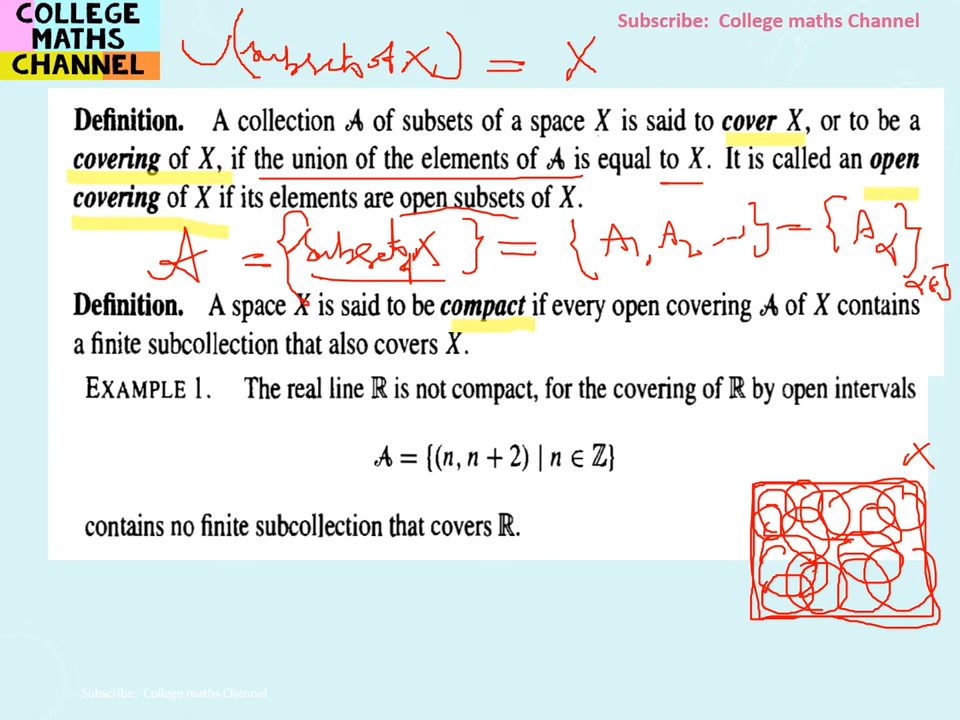 COLLEGE
MATHS
CHANNEL
Subscribe: College maths Channel
∪(subsets of X) = X
Definition. A collection 𝒜 of subsets of a space X is said to cover X, or to be a
covering of X, if the union of the elements of 𝒜 is equal to X. It is called an open
covering of X if its elements are open subsets of X.
𝒜 = {subsets of X} = {A₁, A₂ ...} = {A_α}_α∈J
Definition. A space X is said to be compact if every open covering 𝒜 of X contains
a finite subcollection that also covers X.
EXAMPLE 1. The real line ℝ is not compact, for the covering of ℝ by open intervals
𝒜 = {(n, n + 2) | n ∈ ℤ}
X
contains no finite subcollection that covers ℝ.
Subscribe: College maths Channel